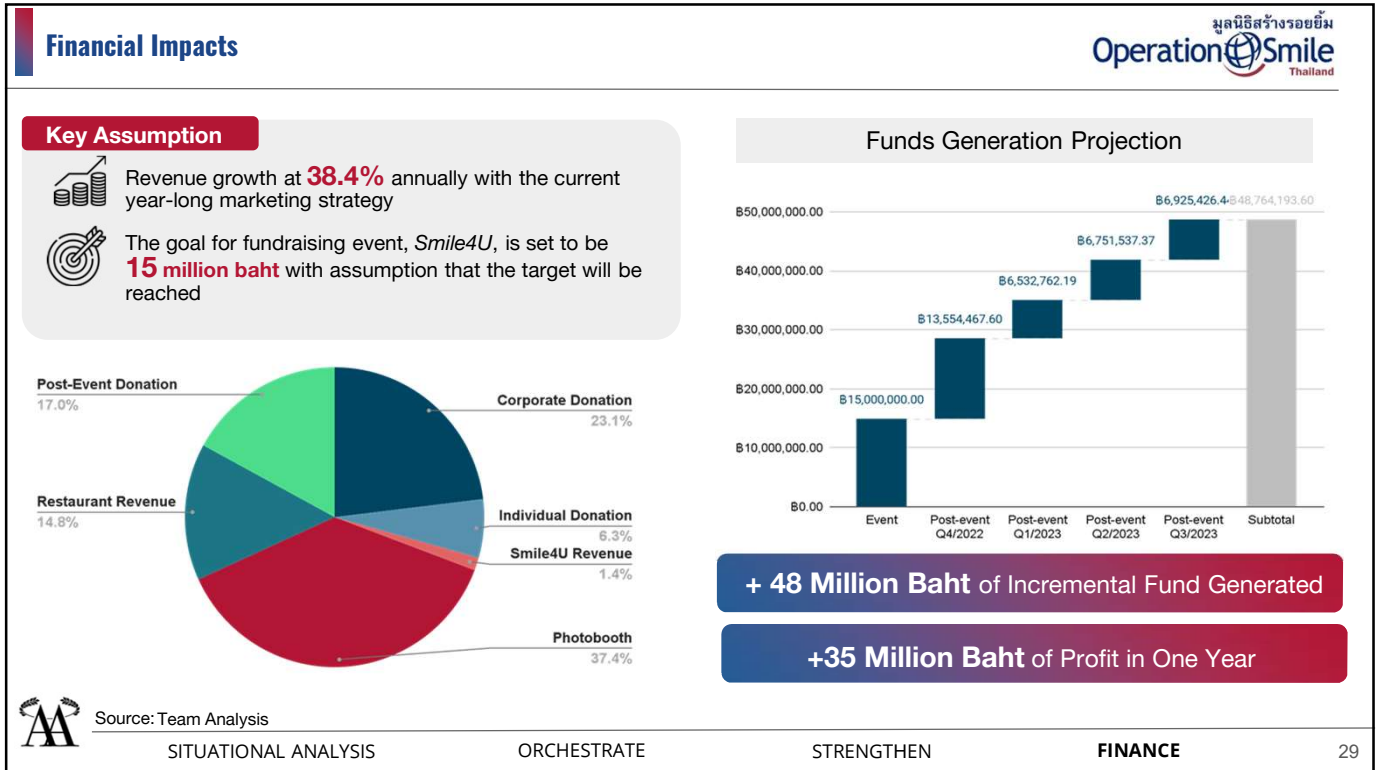 Financial Impacts
มูลนิธิสร้างรอยยิ้ม
Operation Smile
Thailand
Key Assumption
Revenue growth at 38.4% annually with the current
year-long marketing strategy
The goal for fundraising event, Smile4U, is set to be
15 million baht with assumption that the target will be
reached
Post-Event Donation
17.0%
Corporate Donation
23.1%
Restaurant Revenue
14.8%
Individual Donation
6.3%
Smile4U Revenue
1.4%
Photobooth
37.4%
Funds Generation Projection
฿50,000,000.00
฿40,000,000.00
฿30,000,000.00
฿20,000,000.00
฿10,000,000.00
฿0.00
฿15,000,000.00
฿13,554,467.60
฿6,532,762.19
฿6,751,537.37
฿6,925,426.4
฿48,764,193.60
Event
Post-event
Q4/2022
Post-event
Q1/2023
Post-event
Q2/2023
Post-event
Q3/2023
Subtotal
+ 48 Million Baht of Incremental Fund Generated
+35 Million Baht of Profit in One Year
AA
Source: Team Analysis
SITUATIONAL ANALYSIS
ORCHESTRATE
STRENGTHEN
FINANCE
29